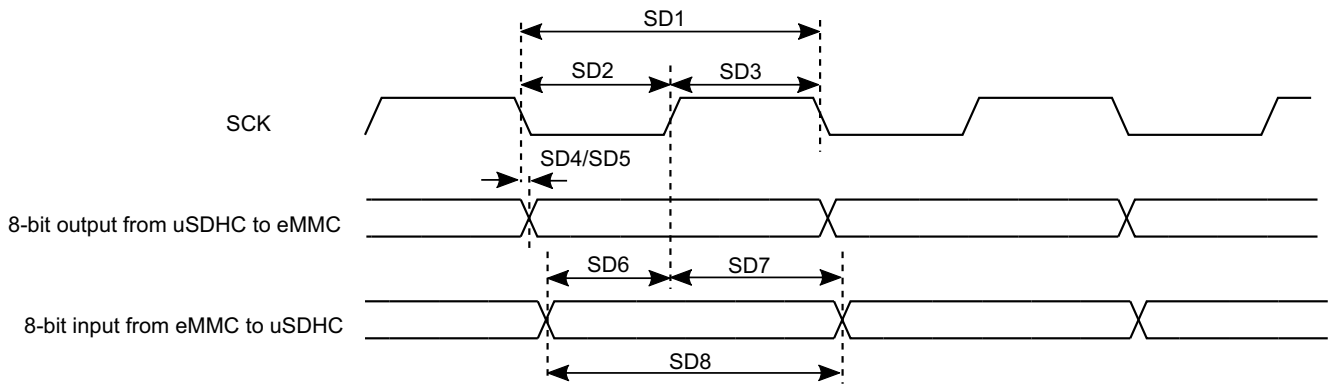 SD1
SD2
SD3
SCK
SD4/SD5
8-bit output from uSDHC to eMMC
SD6
SD7
8-bit input from eMMC to uSDHC
SD8